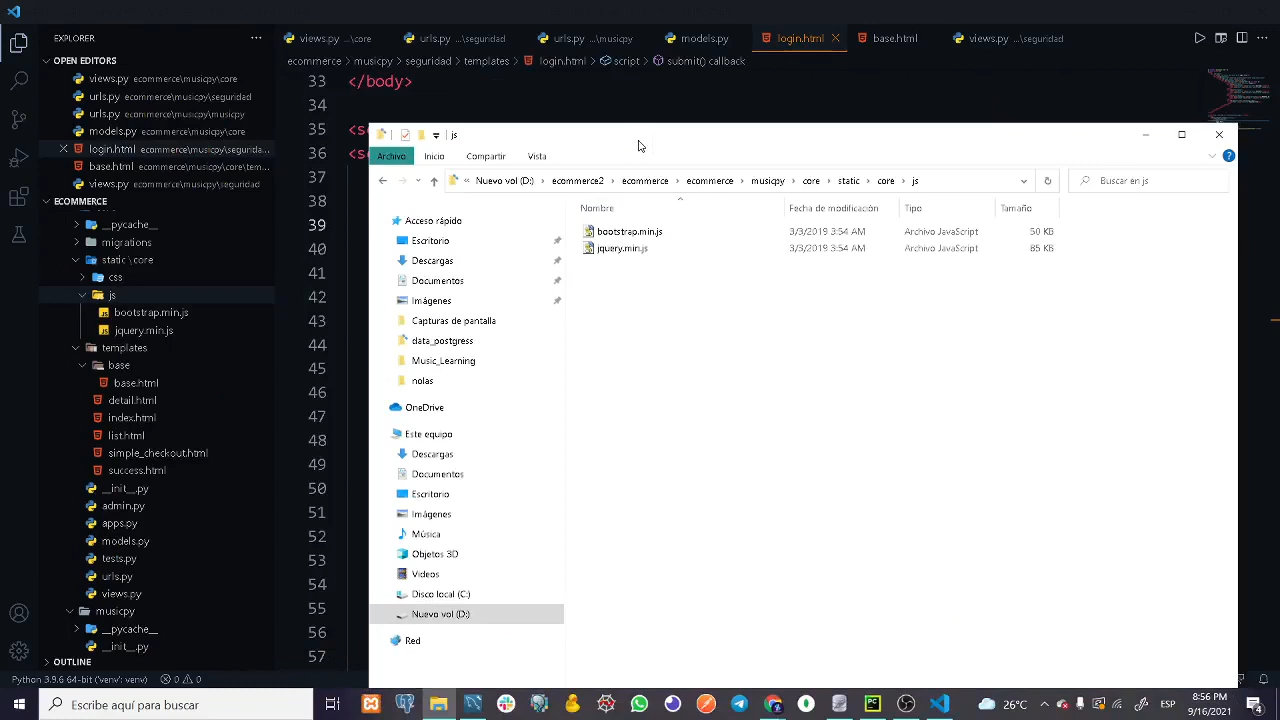 EXPLORER
views.py ...\core
urls.py ...\seguridad
urls.py ...\musicpy
models.py
login.html
base.html
views.py ...\seguridad
OPEN EDITORS
ecommerce > musicpy > seguridad > templates > login.html > script > submit() callback
views.py ecommerce\musicpy\core
urls.py ecommerce\musicpy\seguridad
urls.py ecommerce\musicpy\musicpy
models.py ecommerce\musicpy\core
login.html ecommerce\musicpy\segurida...
base.html ecommerce\musicpy\core\tem...
views.py ecommerce\musicpy\seguridad
ECOMMERCE
__pycache__
migrations
static \ core
css
js
bootstrap.min.js
jquery.min.js
templates
base
base.html
detail.html
index.html
list.html
simple_checkout.html
success.html
__init__.py
admin.py
apps.py
models.py
tests.py
urls.py
views.py
musicpy
__pycache__
__init__.py
OUTLINE
33 </body>
34
35 <s
36 <s
37
38
39
40
41
42
43
44
45
46
47
48
49
50
51
52
53
54
55
56
57
js
Archivo Inicio Compartir Vista
« Nuevo vol (D:) > ecommerce2 > ecommerce > ecommerce > musicpy > core > static > core > js
Buscar en js
Nombre Fecha de modificación Tipo Tamaño
bootstrap.min.js 3/3/2019 3:54 AM Archivo JavaScript 50 KB
jquery.min.js 3/3/2019 3:54 AM Archivo JavaScript 85 KB
Acceso rápido
Escritorio
Descargas
Documentos
Imágenes
Capturas de pantalla
data_postgress
Music_Learning
nolas
OneDrive
Este equipo
Descargas
Documentos
Escritorio
Imágenes
Música
Objetos 3D
Videos
Disco local (C:)
Nuevo vol (D:)
Red
Python 3.9.6 64-bit ('venv': venv) 0 0
Escribe aquí para buscar
26°C
ESP
8:56 PM
9/16/2021
4